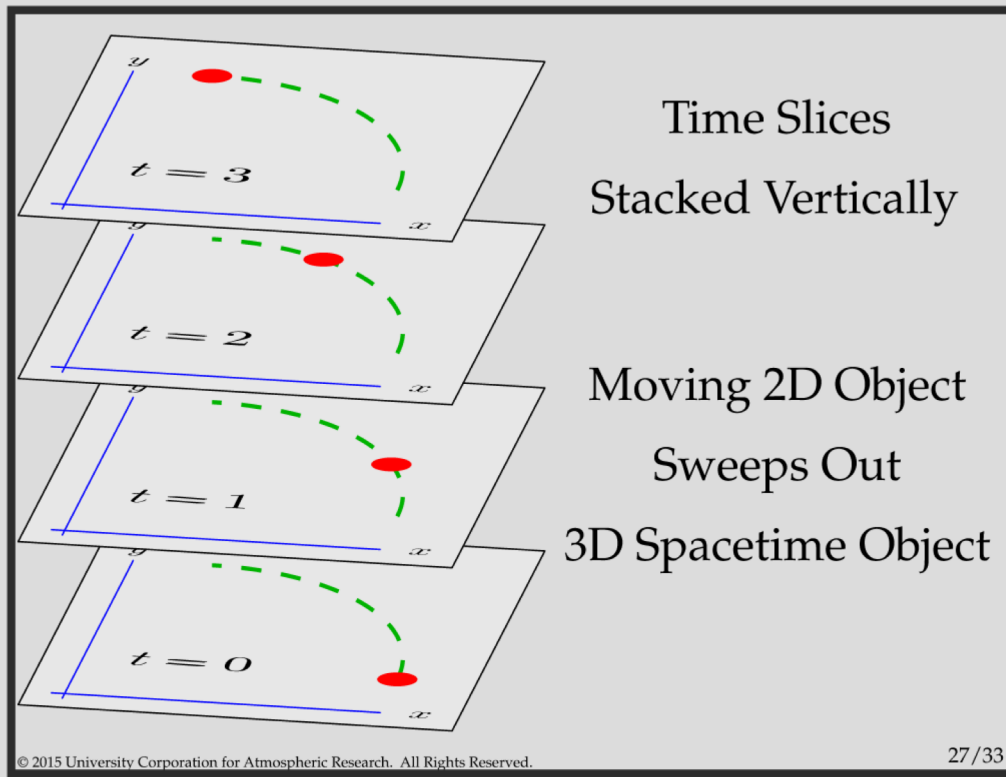 y
t = 3
x
y
t = 2
x
y
t = 1
x
y
t = 0
x
Time Slices
Stacked Vertically
Moving 2D Object
Sweeps Out
3D Spacetime Object
© 2015 University Corporation for Atmospheric Research. All Rights Reserved.
27/33